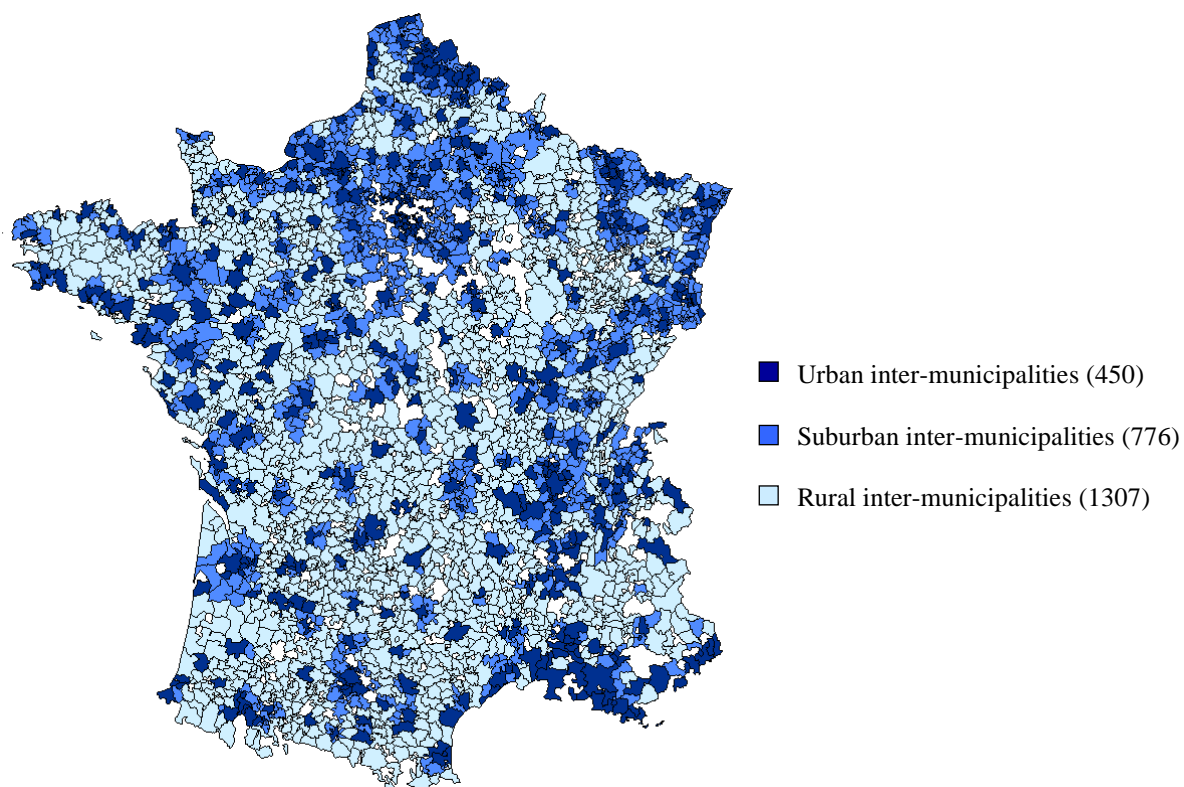 Urban inter-municipalities (450)
Suburban inter-municipalities (776)
Rural inter-municipalities (1307)